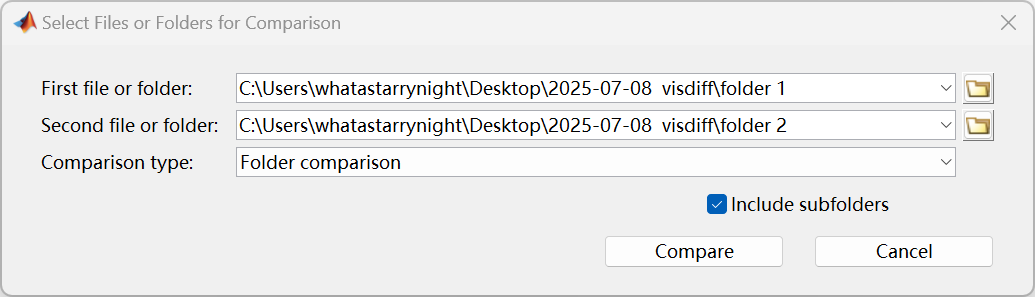 Select Files or Folders for Comparison
First file or folder: C:\Users\whatastarrynight\Desktop\2025-07-08  visdiff\folder 1
Second file or folder: C:\Users\whatastarrynight\Desktop\2025-07-08  visdiff\folder 2
Comparison type: Folder comparison
Include subfolders
Compare Cancel